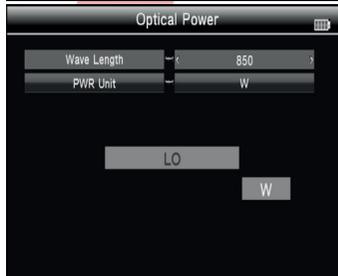 Optical Power
Wave Length ‹ 850 ›
PWR Unit W
LO
W